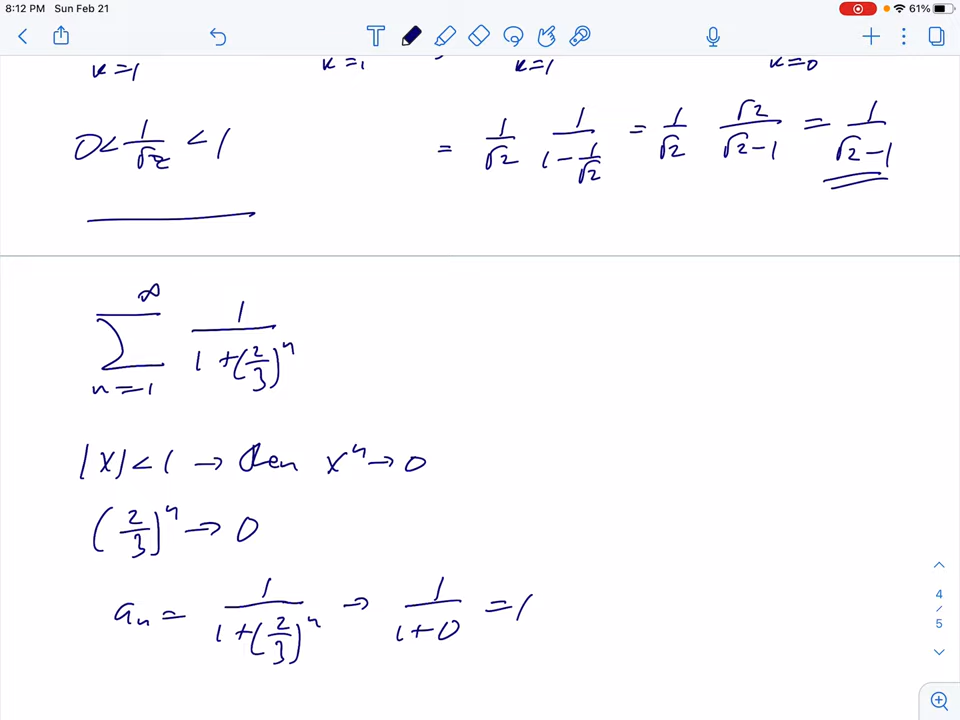 8:12 PM Sun Feb 21 61%
T
k=1 k=1 k=1 k=0
0 < 1/√2 < 1 = 1/√2 1/(1 - 1/√2) = 1/√2 √2/(√2-1) = 1/(√2-1)
∑_{n=1}^{∞} 1/(1+(2/3)^n)
|x| < 1 → then x^n → 0
(2/3)^n → 0
a_n = 1/(1+(2/3)^n) → 1/(1+0) = 1
4
/
5